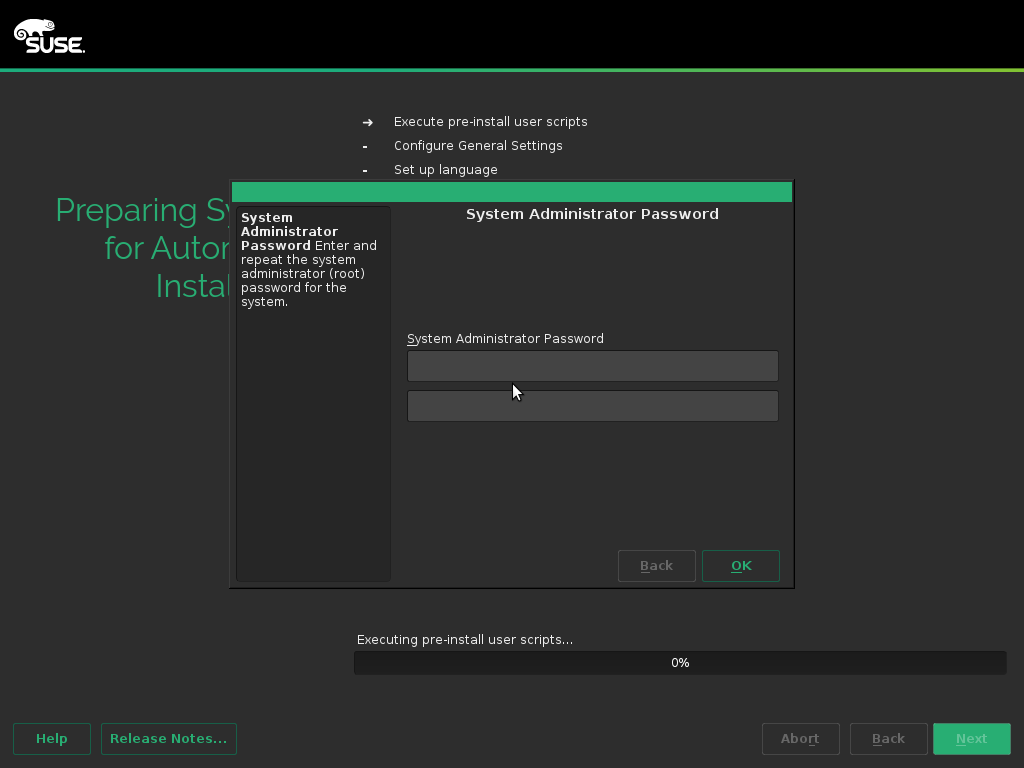 SUSE.
➔ Execute pre-install user scripts
- Configure General Settings
- Set up language
Preparing Sy
for Autor
Instal
System Administrator Password
System
Administrator
Password Enter and
repeat the system
administrator (root)
password for the
system.
System Administrator Password
Back
OK
Executing pre-install user scripts...
0%
Help
Release Notes...
Abort
Back
Next